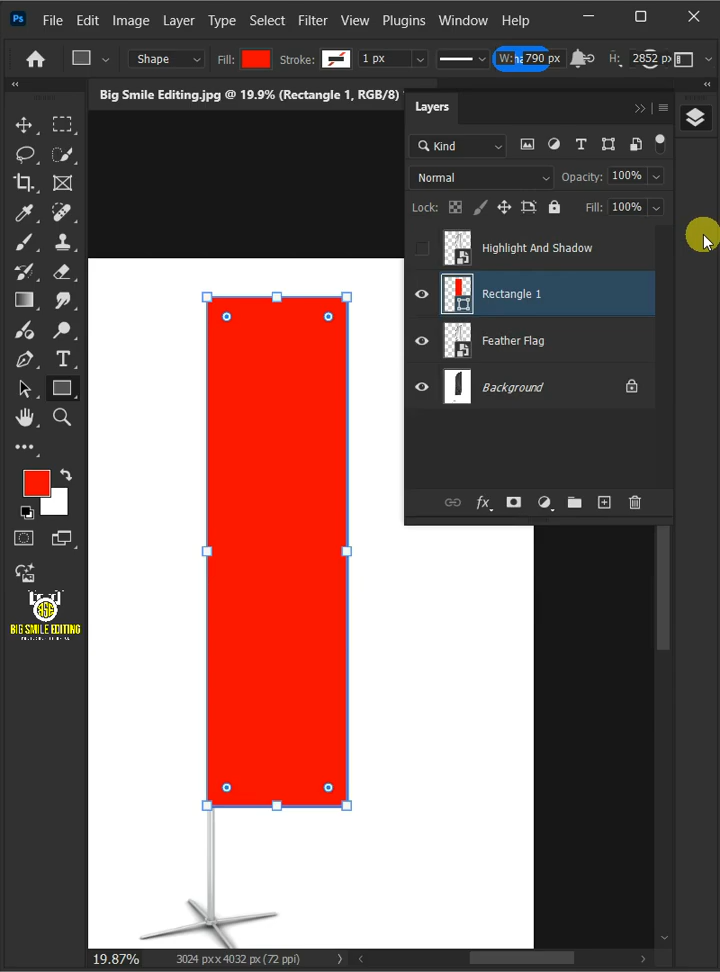 Ps File Edit Image Layer Type Select Filter View Plugins Window Help
Shape Fill: Stroke: 1 px W: 790 px H: 2852 px
Big Smile Editing.jpg @ 19.9% (Rectangle 1, RGB/8)
Layers
Kind
Normal Opacity: 100%
Lock: Fill: 100%
Highlight And Shadow
Rectangle 1
Feather Flag
Background
fx
BIG SMILE EDITING
19.87% 3024 px x 4032 px (72 ppi)